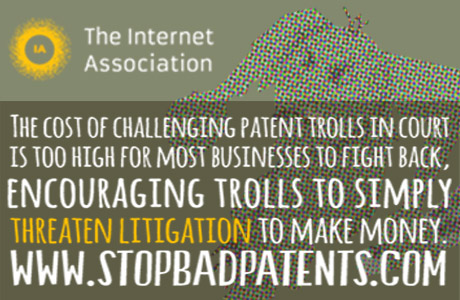 IA
The Internet
Association
THE COST OF CHALLENGING PATENT TROLLS IN COURT
IS TOO HIGH FOR MOST BUSINESSES TO FIGHT BACK,
ENCOURAGING TROLLS TO SIMPLY
THREATEN LITIGATION TO MAKE MONEY.
WWW.STOPBADPATENTS.COM